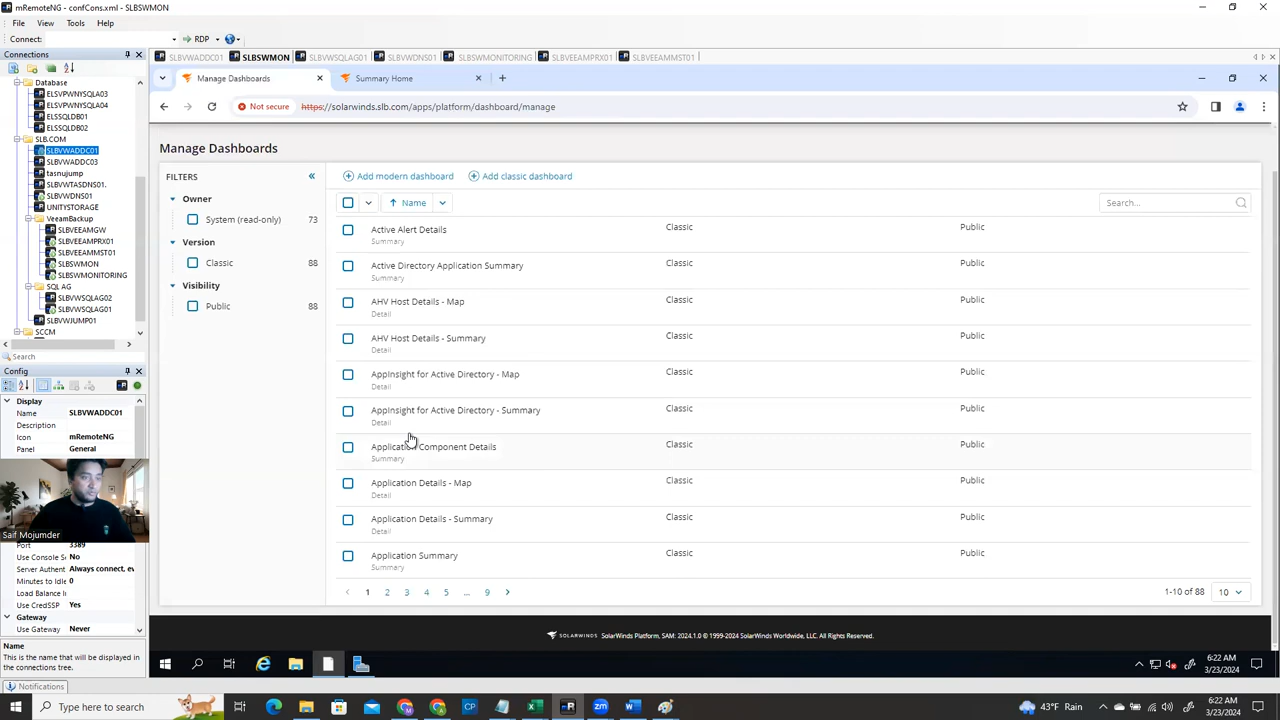 mRemoteNG - confCons.xml - SLBSWMON
File View Tools Help
Connect: RDP
Connections
Database
ELSVPWNYSQLA03
ELSVPWNYSQLA04
ELSSQLDB01
ELSSQLDB02
SLB.COM
SLBVWADDC01
SLBVWADDC03
tasnujump
SLBVWTASDNS01.
SLBVWDNS01
UNITYSTORAGE
VeeamBackup
SLBVEEAMGW
SLBVEEAMPRX01
SLBVEEAMMST01
SLBSWMON
SLBSWMONITORING
SQL AG
SLBVWSQLAG02
SLBVWSQLAG01
SLBVWJUMP01
SCCM
Search
Config
Display
Name SLBVWADDC01
Description
Icon mRemoteNG
Panel General
Saif Mojumder
Port 3389
Use Console Se No
Server Authent Always connect, ev
Minutes to Idle 0
Load Balance In
Use CredSSP Yes
Gateway
Use Gateway Never
Name
This is the name that will be displayed in
the connections tree.
Notifications
SLBVWADDC01 SLBSWMON SLBVWSQLAG01 SLBVWDNS01 SLBSWMONITORING SLBVEEAMPRX01 SLBVEEAMMST01
Manage Dashboards Summary Home
Not secure https://solarwinds.slb.com/apps/platform/dashboard/manage
Manage Dashboards
FILTERS
Owner
System (read-only) 73
Version
Classic 88
Visibility
Public 88
Add modern dashboard Add classic dashboard
Name Search...
Active Alert Details Classic Public
Summary
Active Directory Application Summary Classic Public
Summary
AHV Host Details - Map Classic Public
Detail
AHV Host Details - Summary Classic Public
Detail
AppInsight for Active Directory - Map Classic Public
Detail
AppInsight for Active Directory - Summary Classic Public
Detail
Application Component Details Classic Public
Summary
Application Details - Map Classic Public
Detail
Application Details - Summary Classic Public
Detail
Application Summary Classic Public
Summary
1 2 3 4 5 ... 9 1-10 of 88 10
SOLARWINDS SolarWinds Platform, SAM: 2024.1.0 © 1999-2024 SolarWinds Worldwide, LLC. All Rights Reserved.
6:22 AM
3/23/2024
Type here to search
43°F Rain
6:22 AM
3/23/2024